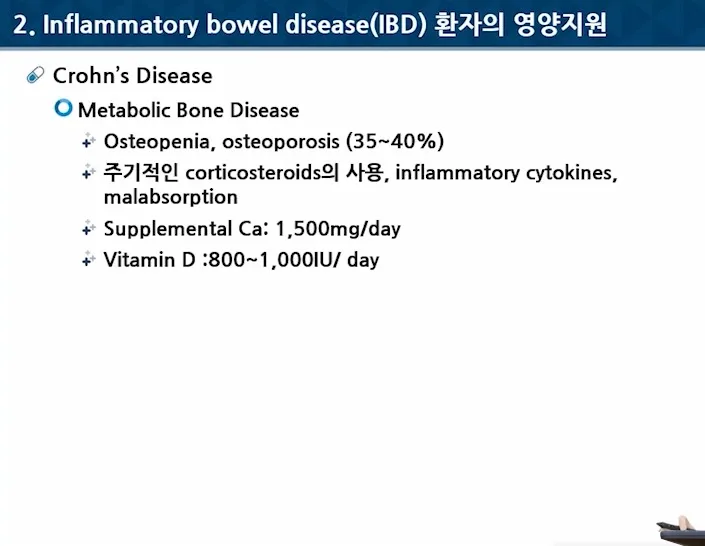 2. Inflammatory bowel disease(IBD) 환자의 영양지원
Crohn's Disease
Metabolic Bone Disease
Osteopenia, osteoporosis (35~40%)
주기적인 corticosteroids의 사용, inflammatory cytokines,
malabsorption
Supplemental Ca: 1,500mg/day
Vitamin D :800~1,000IU/ day